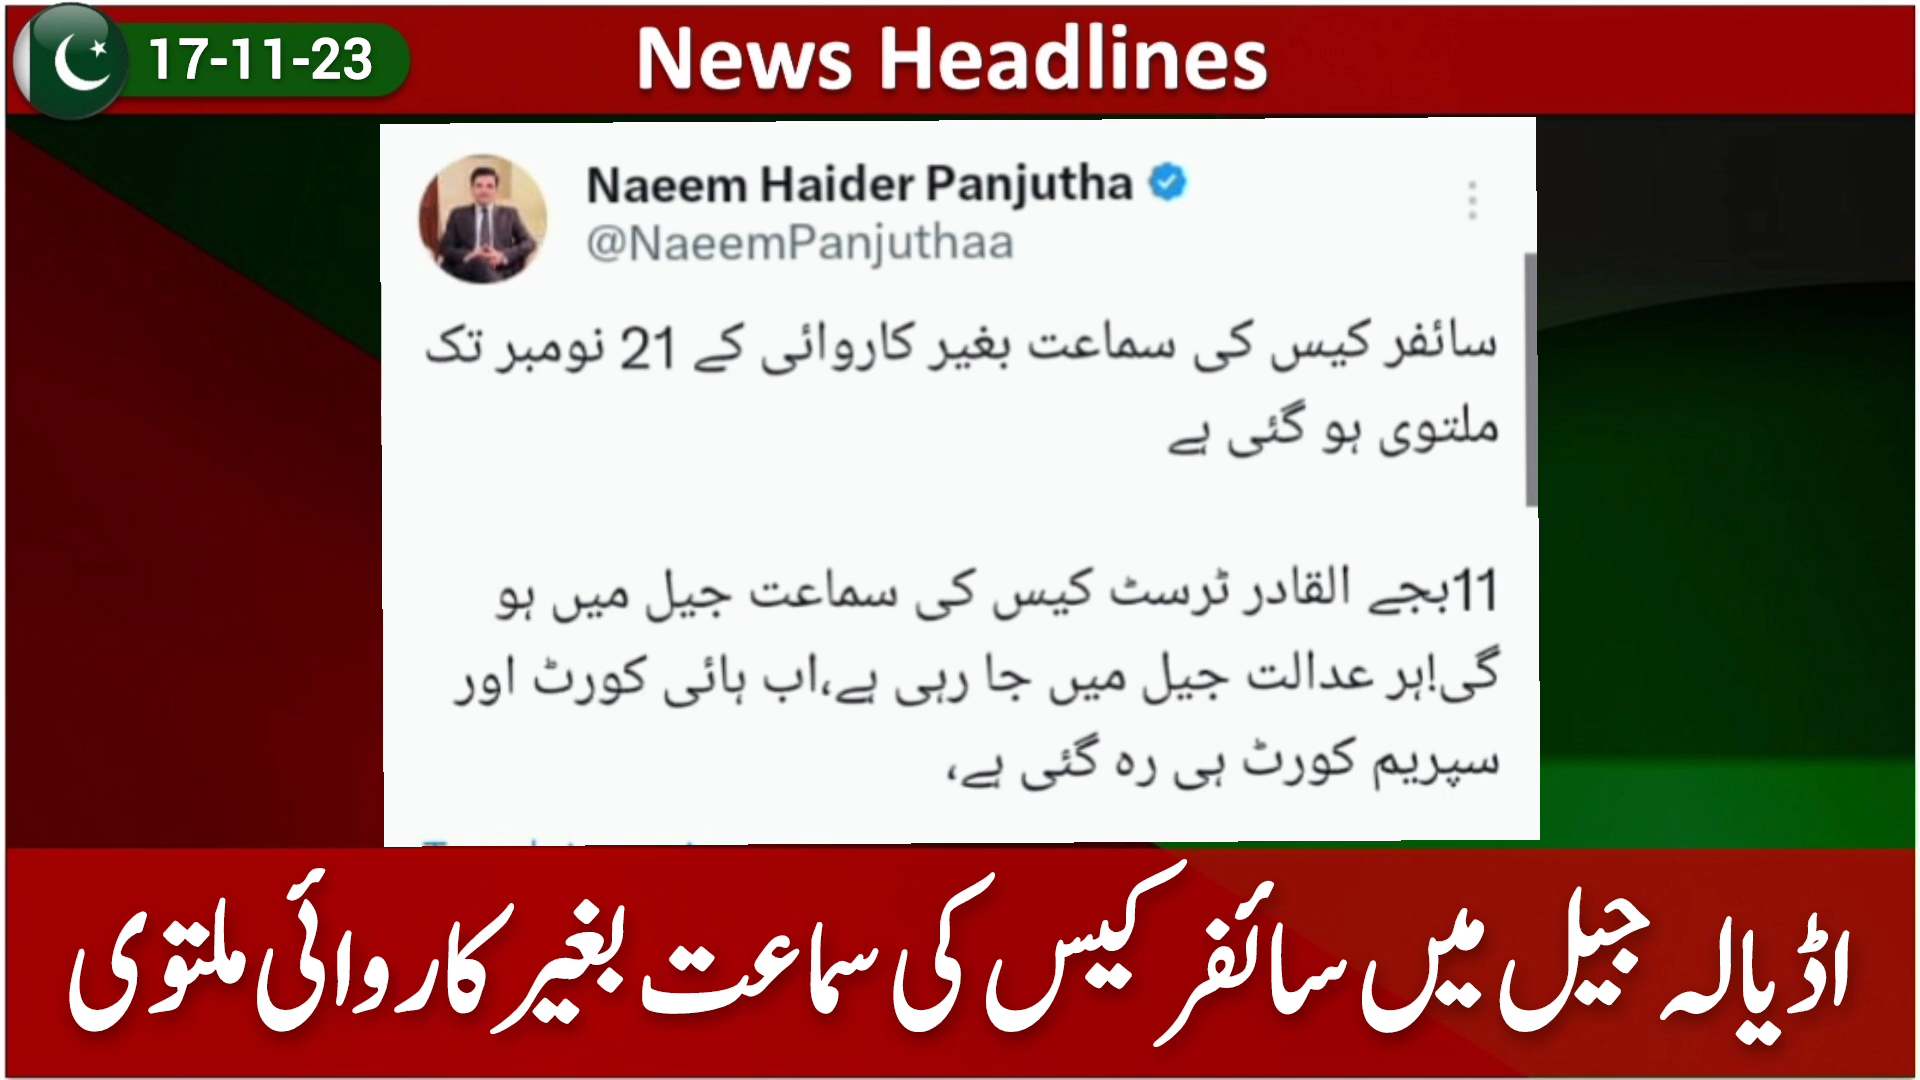 17-11-23
News Headlines
Naeem Haider Panjutha
@NaeemPanjuthaa
سائفر کیس کی سماعت بغیر کاروائی کے 21 نومبر تک
ملتوی ہو گئی ہے
11بجے القادر ٹرسٹ کیس کی سماعت جیل میں ہو
گی!ہر عدالت جیل میں جا رہی ہے،اب ہائی کورٹ اور
سپریم کورٹ ہی رہ گئی ہے،
اڈیالہ جیل میں سائفر کیس کی سماعت بغیر کاروائی ملتوی